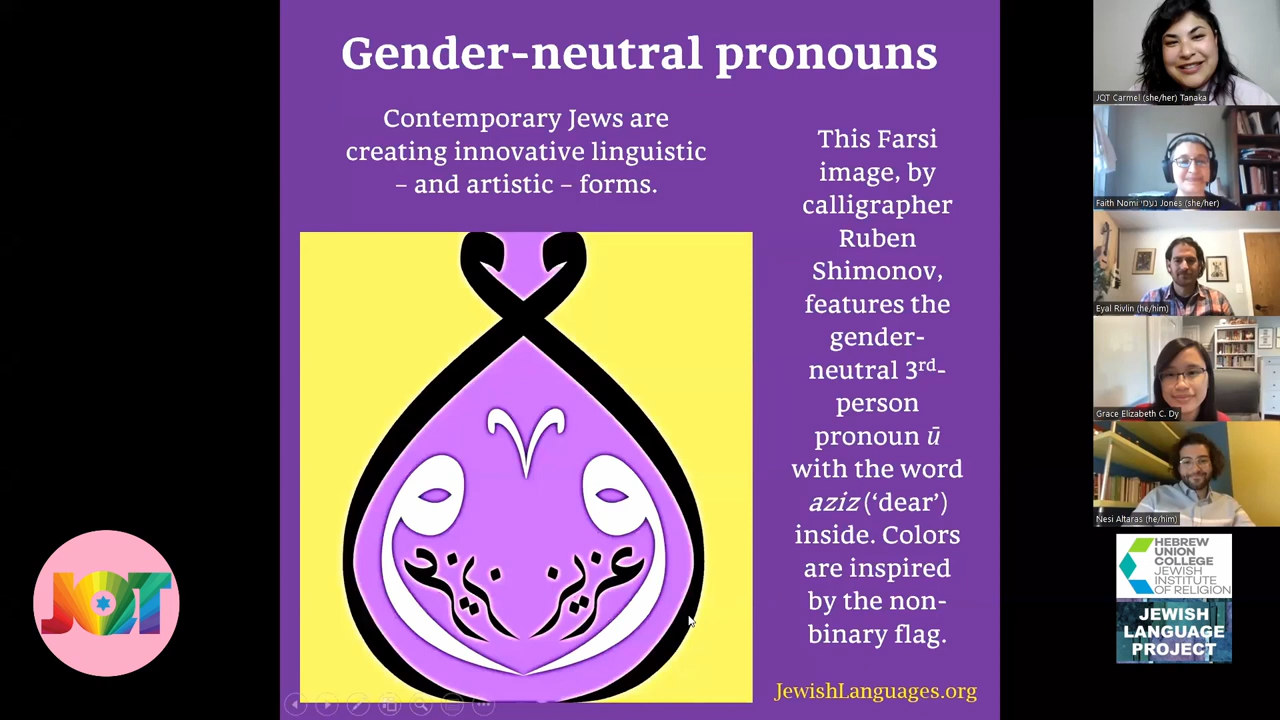 Gender-neutral pronouns
Contemporary Jews are
creating innovative linguistic
– and artistic – forms.
This Farsi
image, by
calligrapher
Ruben
Shimonov,
features the
gender-
neutral 3rd-
person
pronoun ū
with the word
aziz (‘dear’)
inside. Colors
are inspired
by the non-
binary flag.
JewishLanguages.org
عزیز
JQT
JQT Carmel (she/her) Tanaka
Faith Nomi נעמי Jones (she/her)
Eyal Rivlin (he/him)
Grace Elizabeth C. Dy
Nesi Altaras (he/him)
HEBREW
UNION
COLLEGE
JEWISH
INSTITUTE
OF RELIGION
JEWISH
LANGUAGE
PROJECT